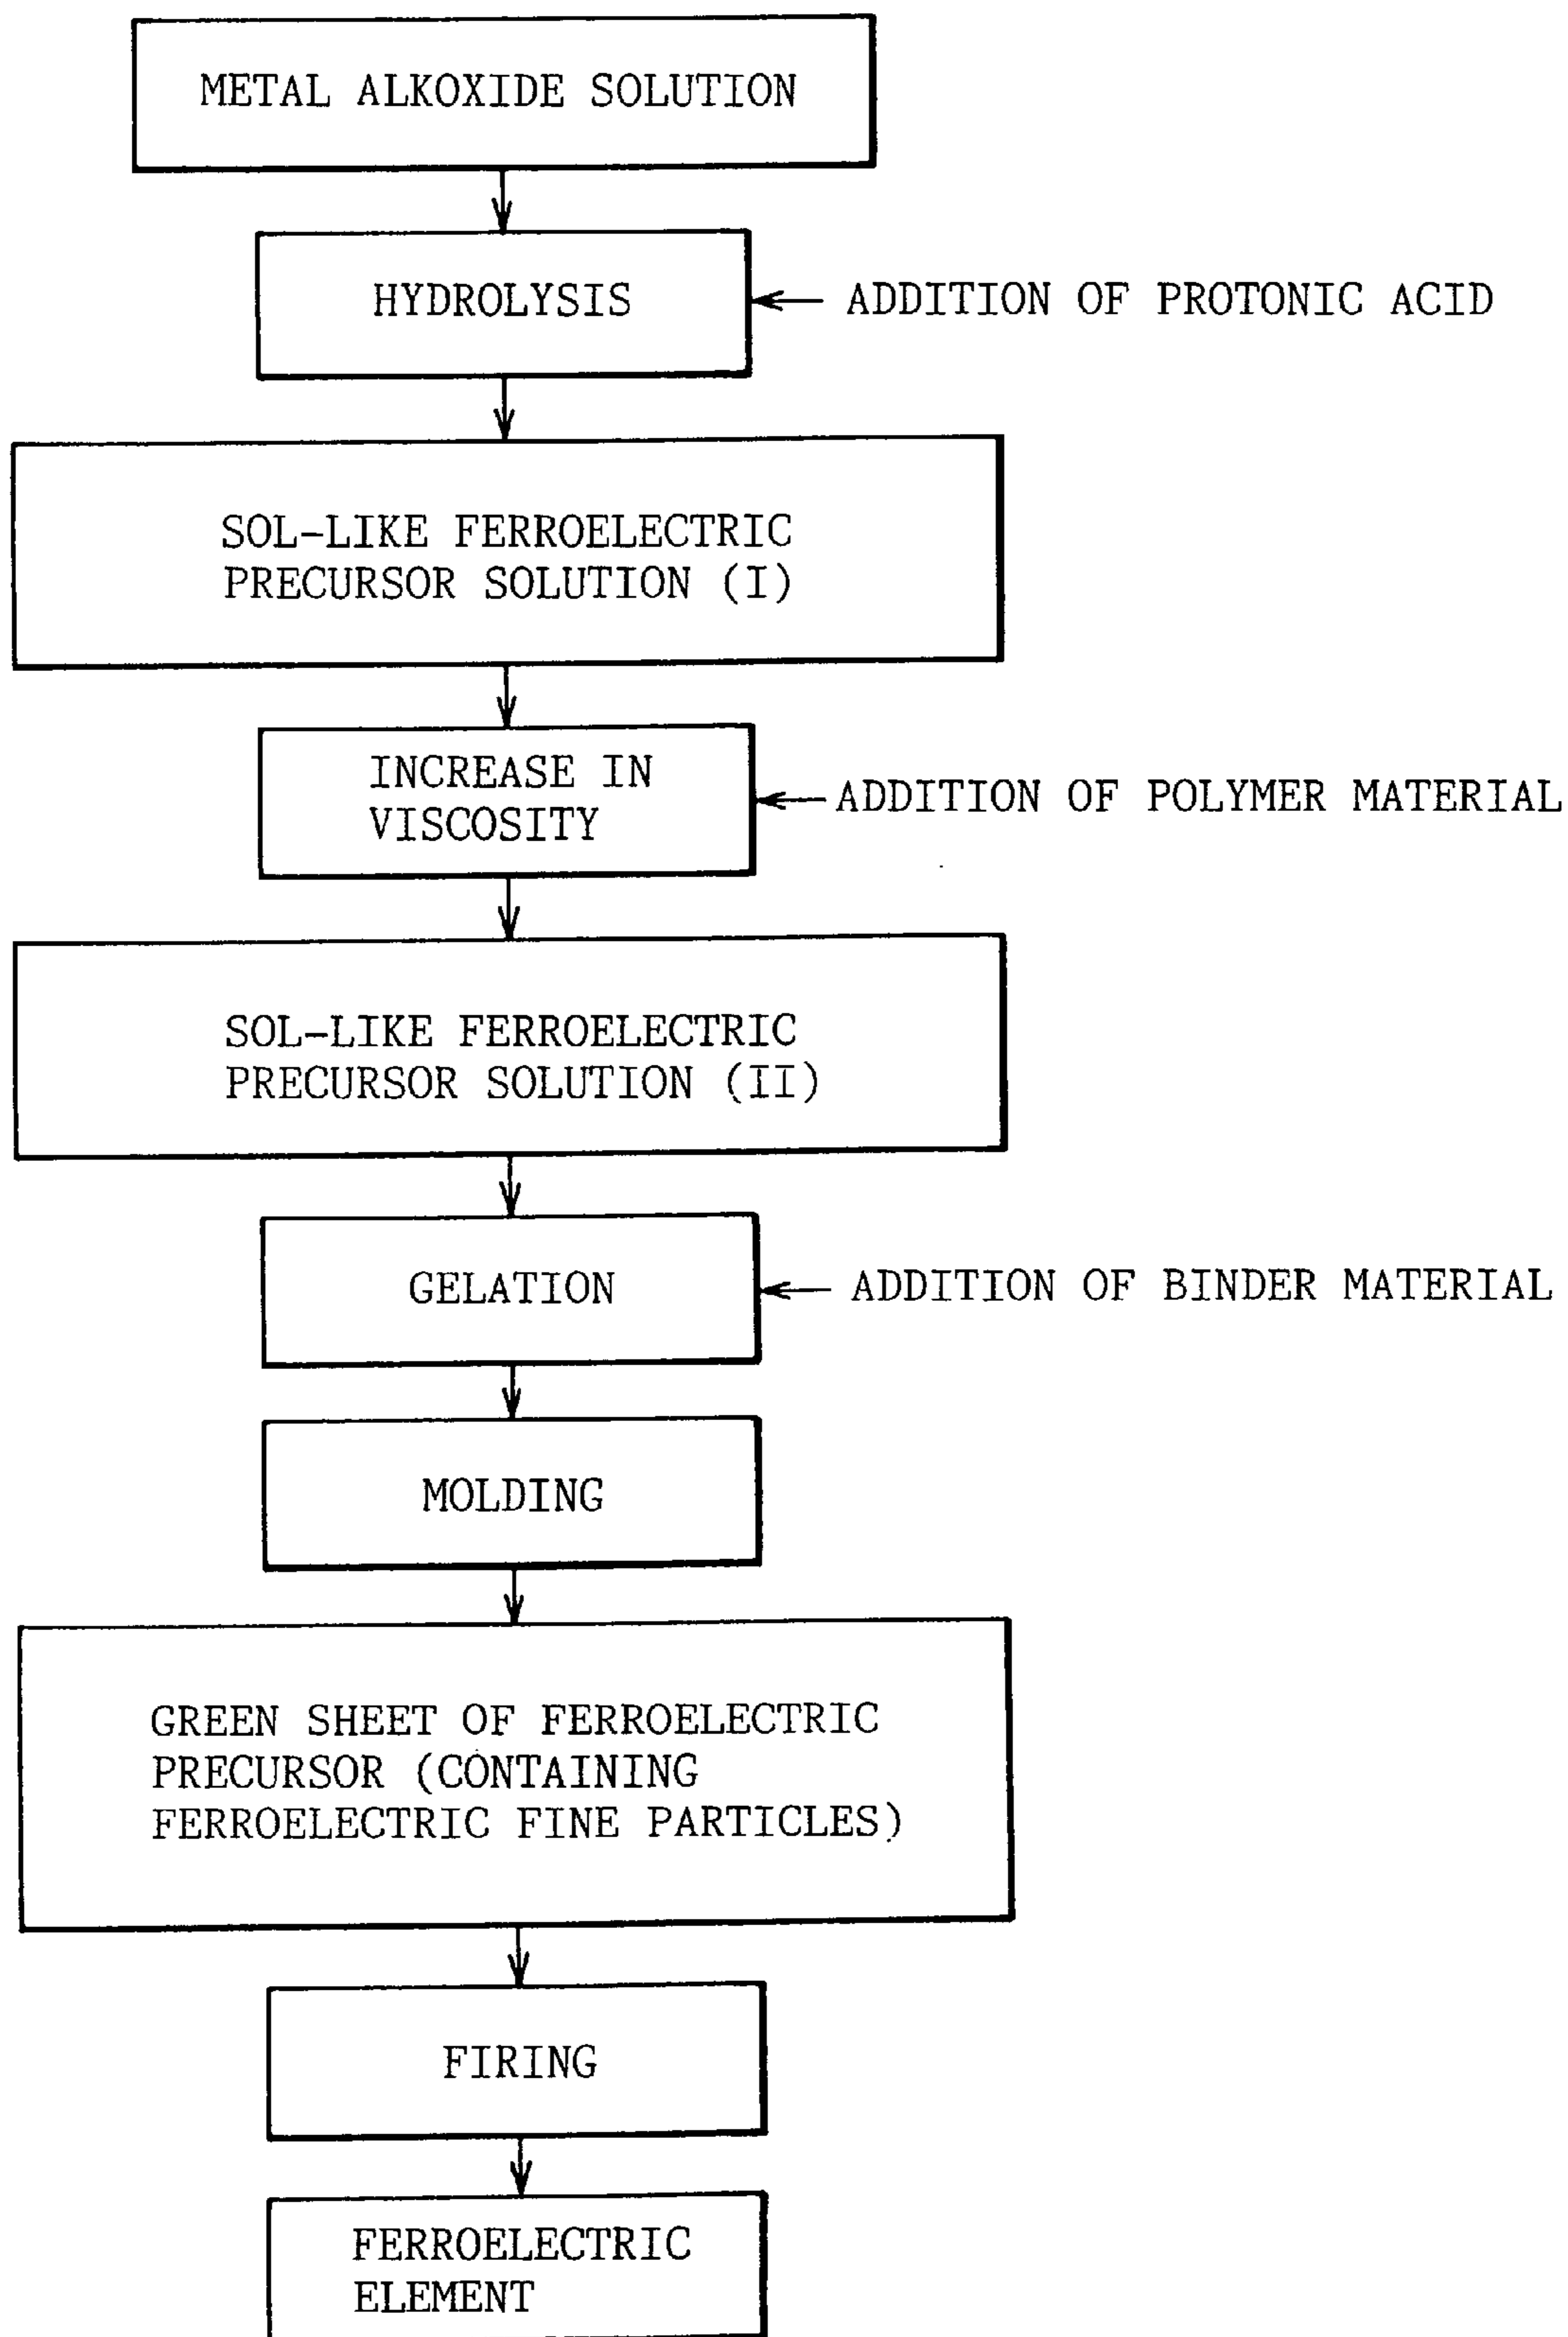 METAL ALKOXIDE SOLUTION
HYDROLYSIS
ADDITION OF PROTONIC ACID
SOL-LIKE FERROELECTRIC
PRECURSOR SOLUTION (I)
INCREASE IN
VISCOSITY
ADDITION OF POLYMER MATERIAL
SOL-LIKE FERROELECTRIC
PRECURSOR SOLUTION (II)
GELATION
ADDITION OF BINDER MATERIAL
MOLDING
GREEN SHEET OF FERROELECTRIC
PRECURSOR (CONTAINING
FERROELECTRIC FINE PARTICLES)
FIRING
FERROELECTRIC
ELEMENT